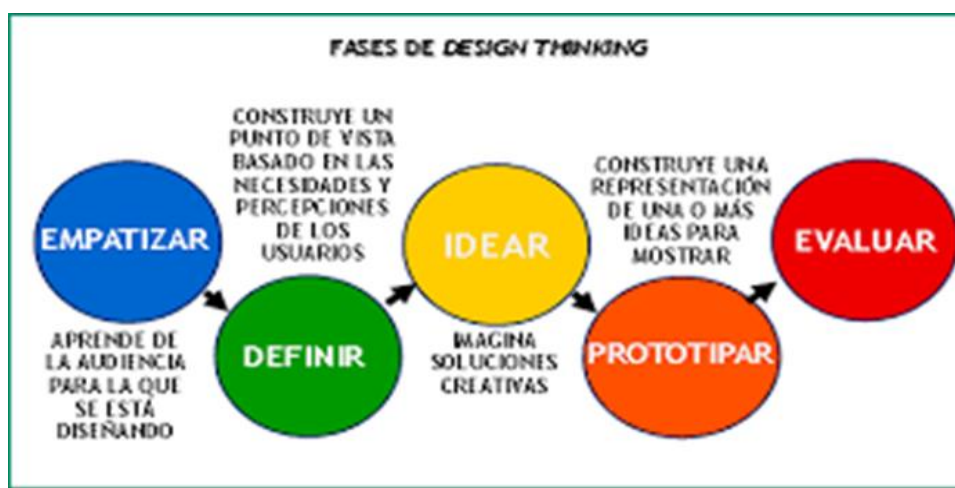 FASES DE DESIGN THINKING
EMPATIZAR
APRENDE DE
LA AUDIENCIA
PARA LA QUE
SE ESTÁ
DISEÑANDO
CONSTRUYE UN
PUNTO DE VISTA
BASADO EN LAS
NECESIDADES Y
PERCEPCIONES
DE LOS
USUARIOS
DEFINIR
IDEAR
IMAGINA
SOLUCIONES
CREATIVAS
CONSTRUYE UNA
REPRESENTACIÓN
DE UNA O MÁS
IDEAS PARA
MOSTRAR
PROTOTIPAR
EVALUAR